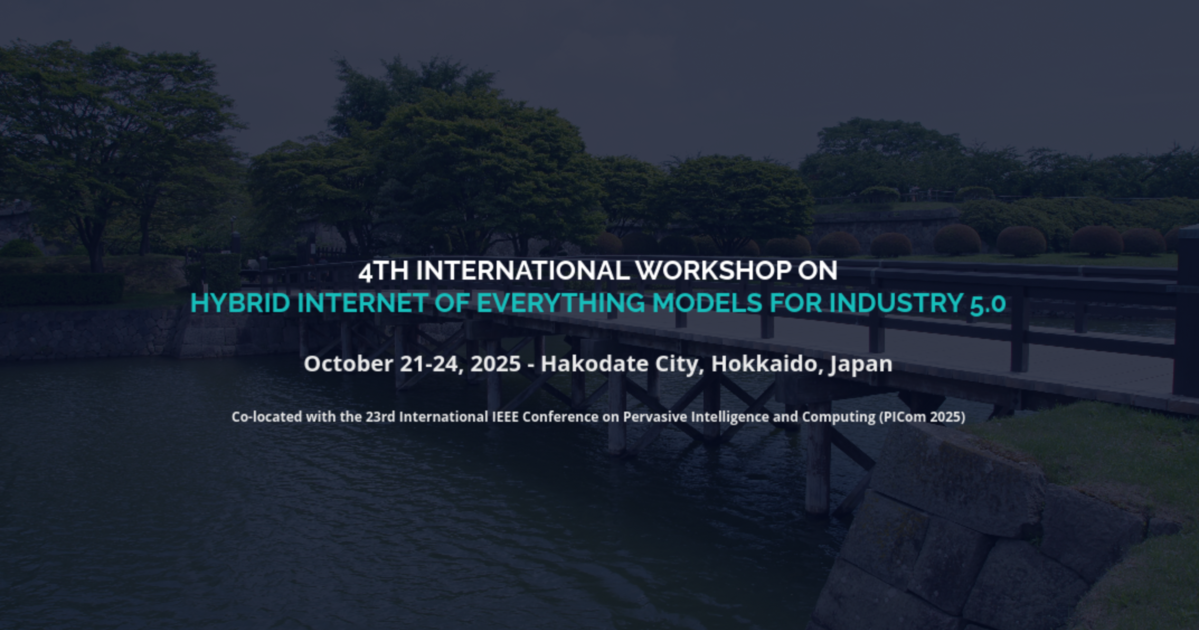 4TH INTERNATIONAL WORKSHOP ON
HYBRID INTERNET OF EVERYTHING MODELS FOR INDUSTRY 5.0
October 21-24, 2025 - Hakodate City, Hokkaido, Japan
Co-located with the 23rd International IEEE Conference on Pervasive Intelligence and Computing (PICom 2025)